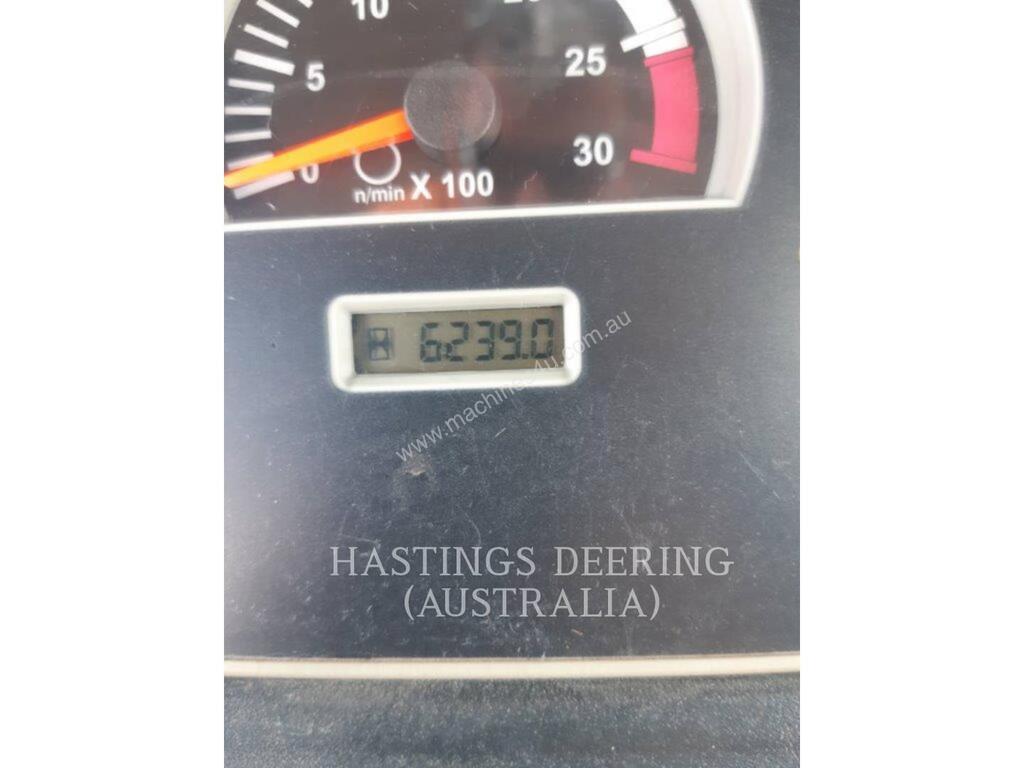 10
5
25
0
30
n/min X 100
6239.0
www.machines4u.com.au
HASTINGS DEERING
(AUSTRALIA)